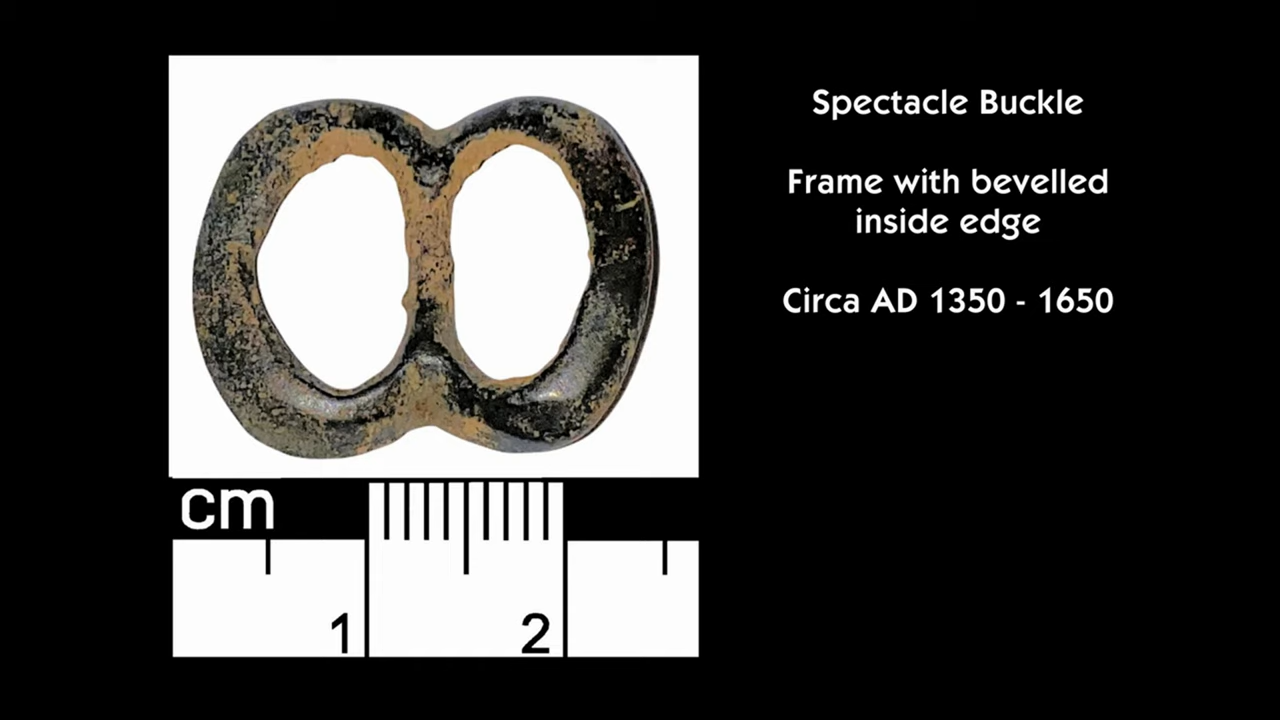 Spectacle Buckle
Frame with bevelled
inside edge
Circa AD 1350 - 1650
cm
1 2